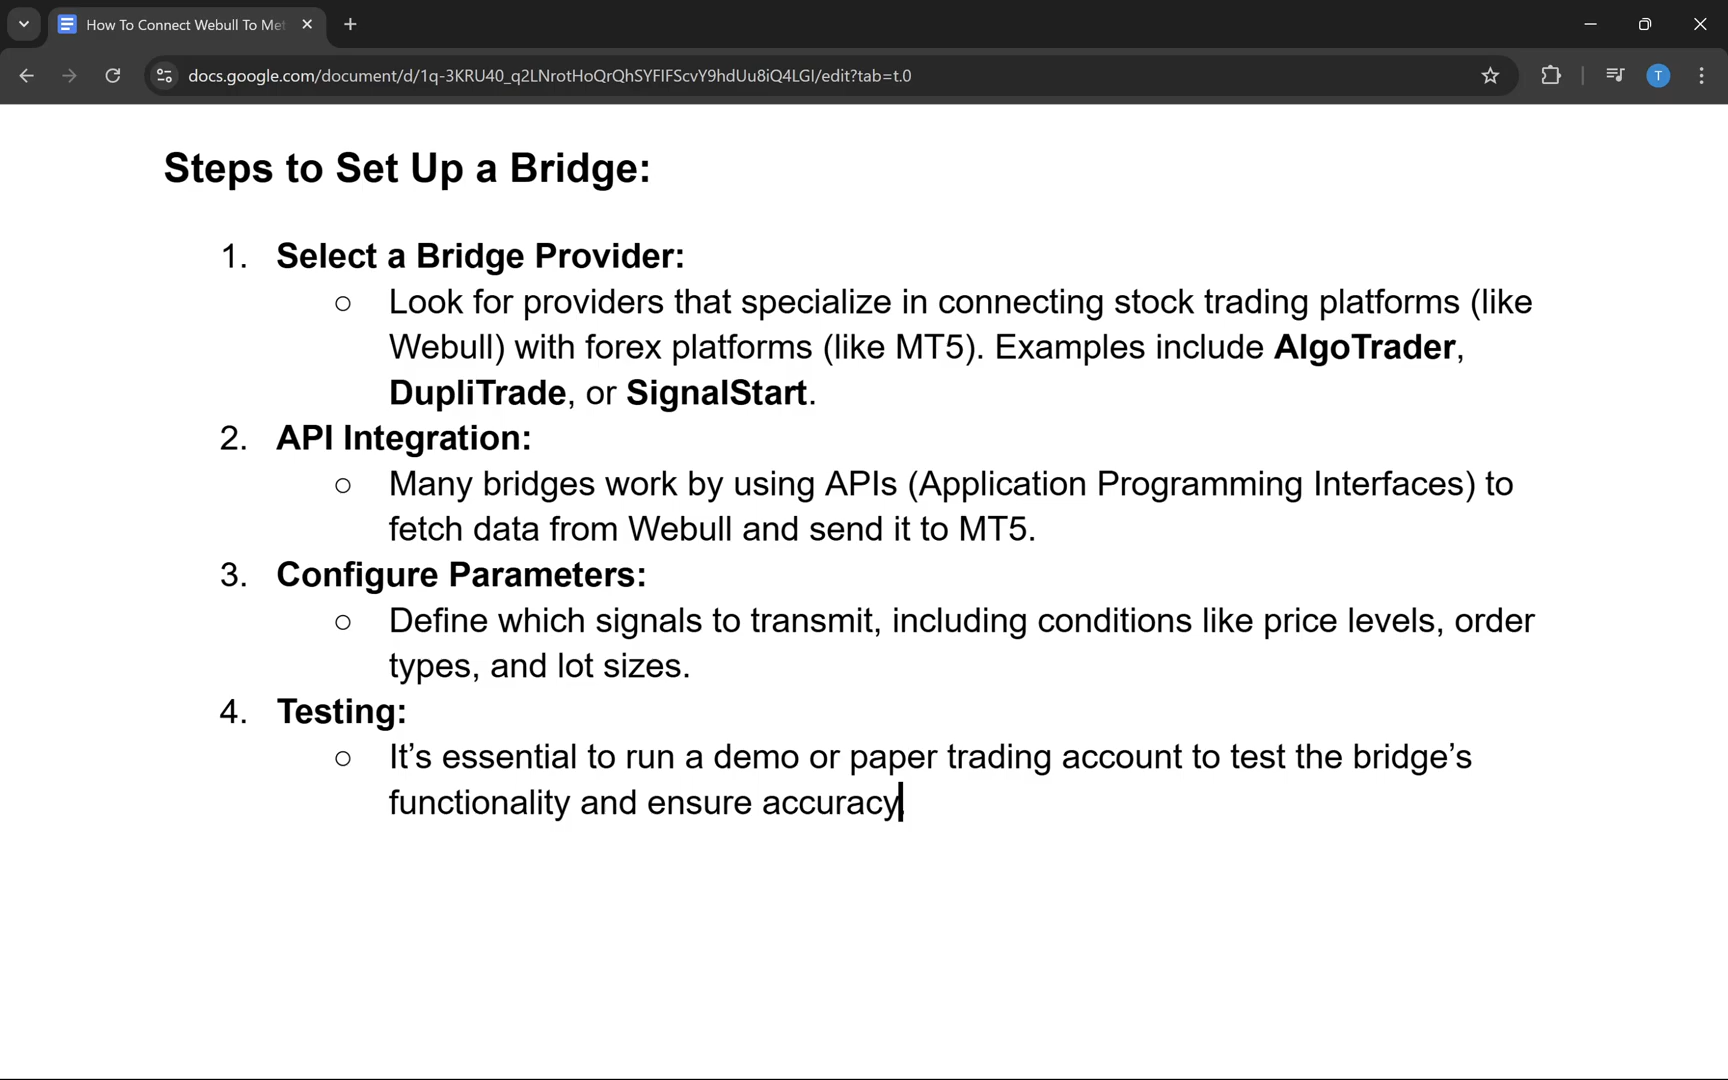 How To Connect Webull To Met
docs.google.com/document/d/1q-3KRU40_q2LNrotHoQrQhSYFIFScvY9hdUu8iQ4LGI/edit?tab=t.0
T
Steps to Set Up a Bridge:
1. Select a Bridge Provider:
○ Look for providers that specialize in connecting stock trading platforms (like
Webull) with forex platforms (like MT5). Examples include AlgoTrader,
DupliTrade, or SignalStart.
2. API Integration:
○ Many bridges work by using APIs (Application Programming Interfaces) to
fetch data from Webull and send it to MT5.
3. Configure Parameters:
○ Define which signals to transmit, including conditions like price levels, order
types, and lot sizes.
4. Testing:
○ It’s essential to run a demo or paper trading account to test the bridge’s
functionality and ensure accuracy.